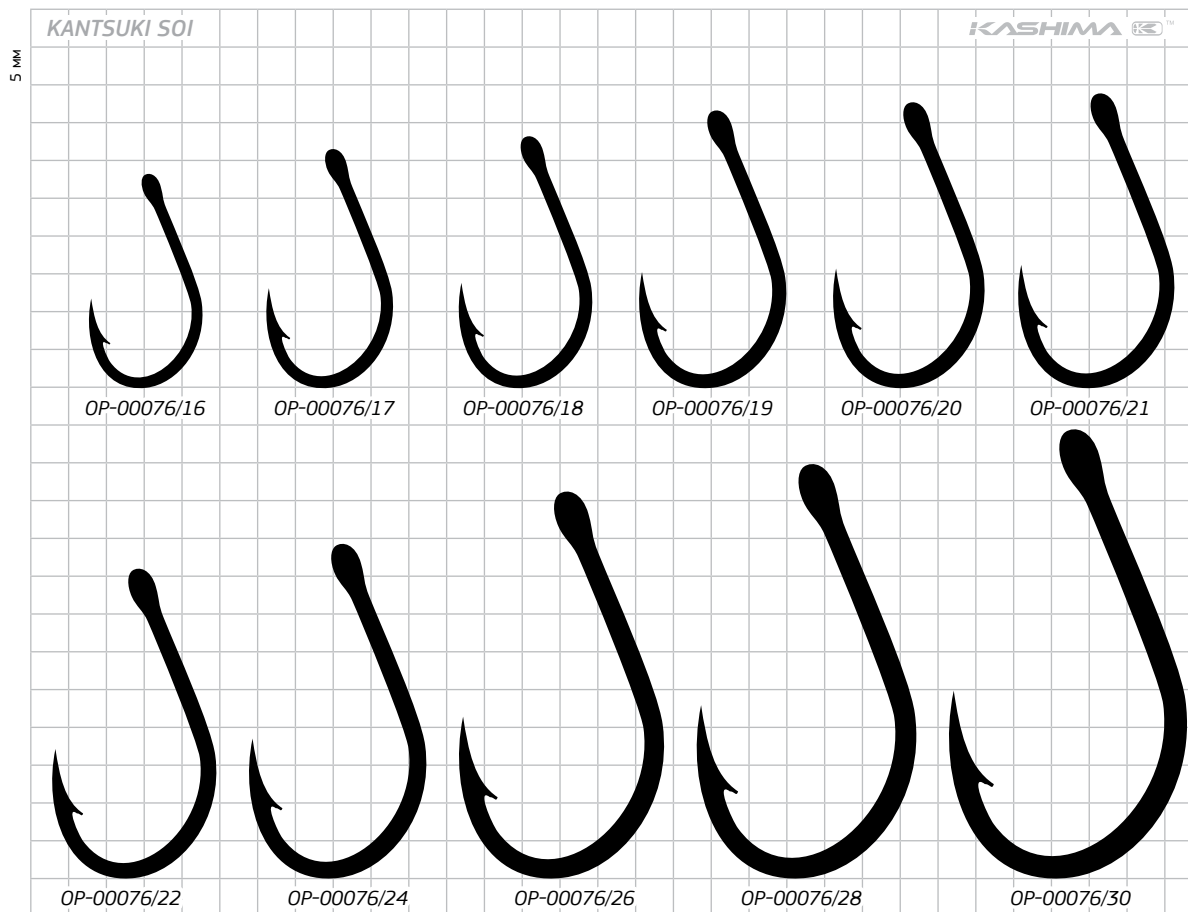 KANTSUKI SOI
KASHIMA K ™
5 мм
OP-00076/16
OP-00076/17
OP-00076/18
OP-00076/19
OP-00076/20
OP-00076/21
OP-00076/22
OP-00076/24
OP-00076/26
OP-00076/28
OP-00076/30